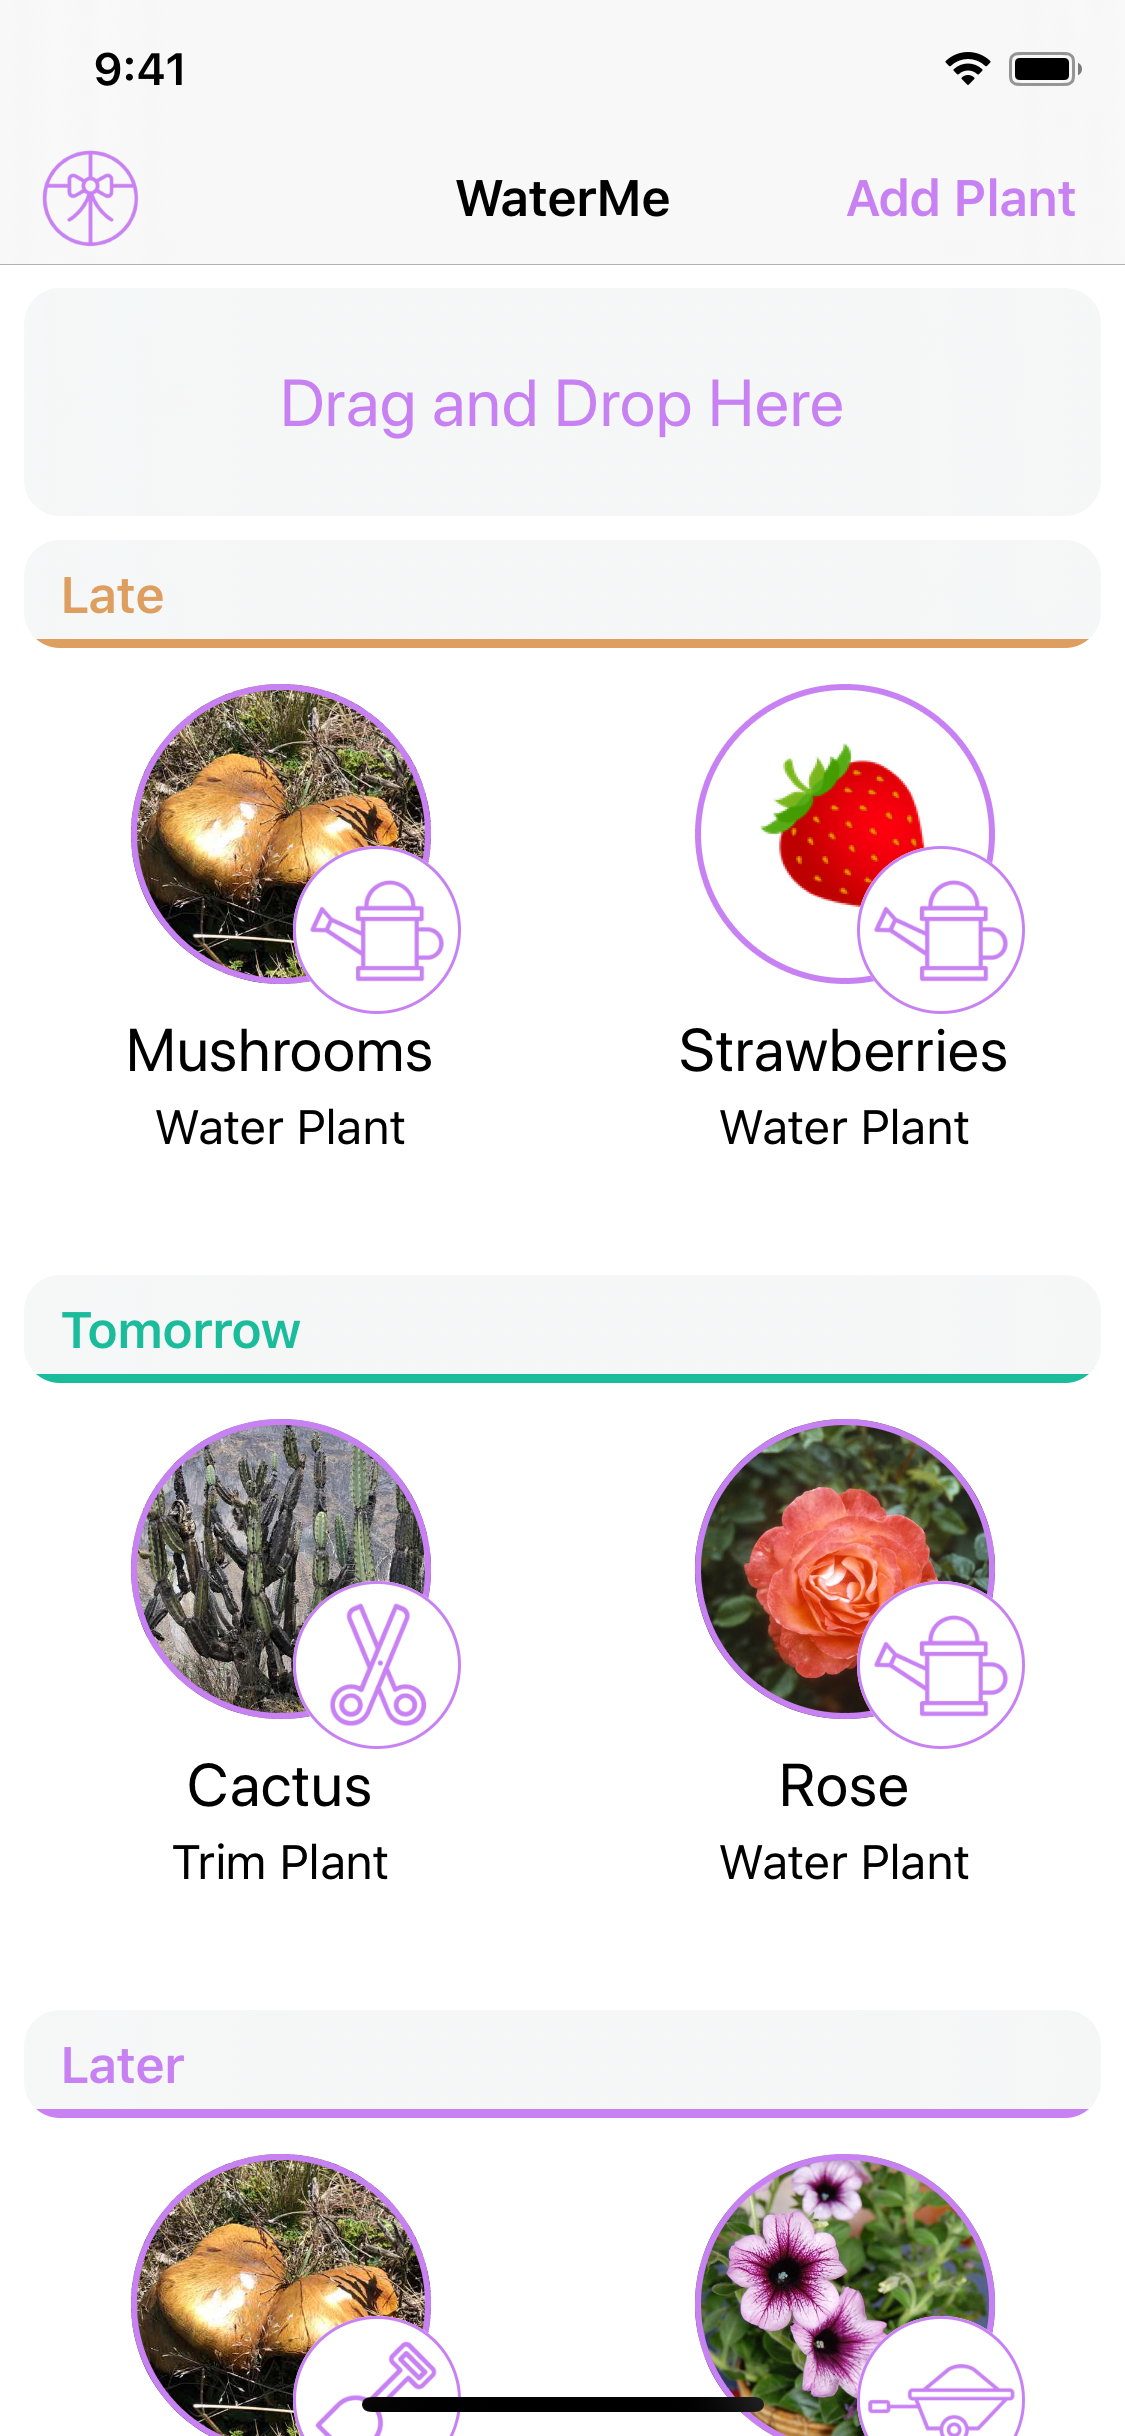 9:41
WaterMe
Add Plant
Drag and Drop Here
Late
Mushrooms
Strawberries
Water Plant
Water Plant
Tomorrow
Cactus
Rose
Trim Plant
Water Plant
Later